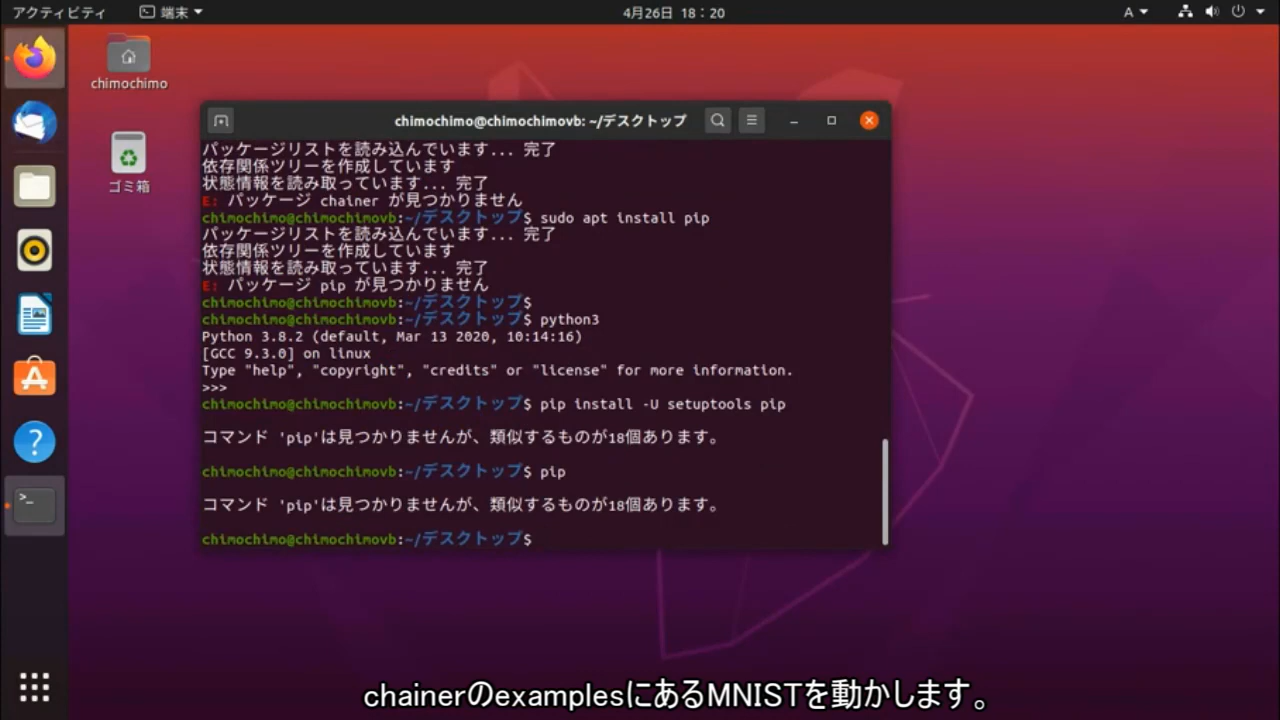 アクティビティ 端末 4月26日 18：20 A
chimochimo
ゴミ箱
chimochimo@chimochimovb: ~/デスクトップ
パッケージリストを読み込んでいます... 完了
依存関係ツリーを作成しています
状態情報を読み取っています... 完了
E: パッケージ chainer が見つかりません
chimochimo@chimochimovb:~/デスクトップ$ sudo apt install pip
パッケージリストを読み込んでいます... 完了
依存関係ツリーを作成しています
状態情報を読み取っています... 完了
E: パッケージ pip が見つかりません
chimochimo@chimochimovb:~/デスクトップ$
chimochimo@chimochimovb:~/デスクトップ$ python3
Python 3.8.2 (default, Mar 13 2020, 10:14:16)
[GCC 9.3.0] on linux
Type "help", "copyright", "credits" or "license" for more information.
>>>
chimochimo@chimochimovb:~/デスクトップ$ pip install -U setuptools pip
コマンド 'pip'は見つかりませんが、類似するものが18個あります。
chimochimo@chimochimovb:~/デスクトップ$ pip
コマンド 'pip'は見つかりませんが、類似するものが18個あります。
chimochimo@chimochimovb:~/デスクトップ$
chainerのexamplesにあるMNISTを動かします。